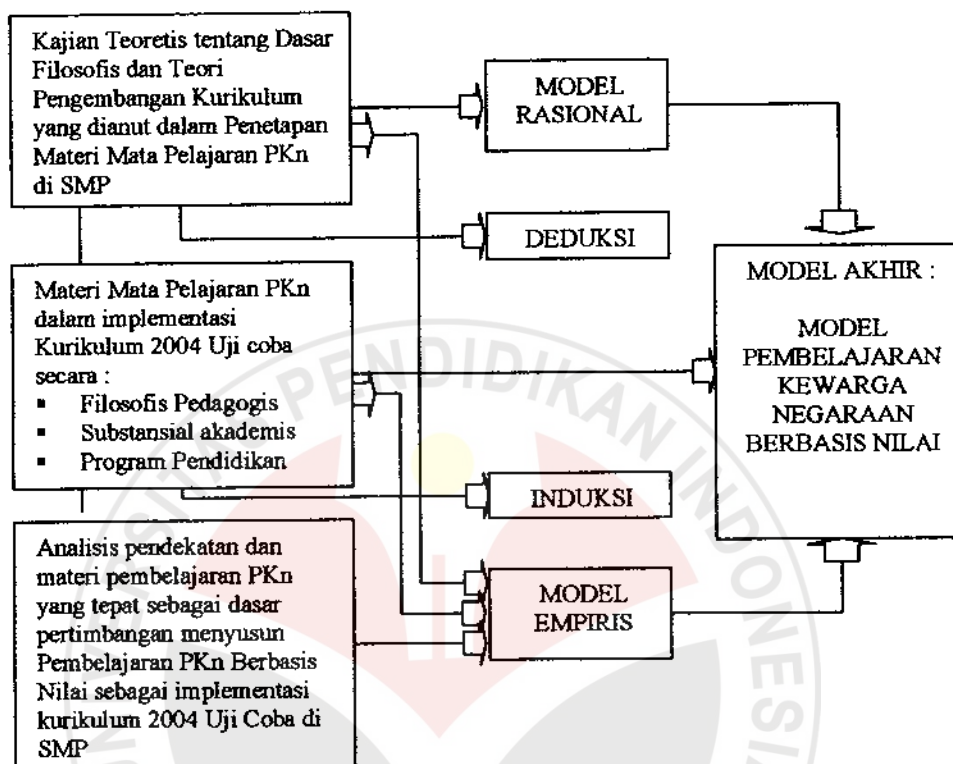 Kajian Teoretis tentang Dasar
Filosofis dan Teori
Pengembangan Kurikulum
yang dianut dalam Penetapan
Materi Mata Pelajaran PKn
di SMP
MODEL
RASIONAL
DEDUKSI
Materi Mata Pelajaran PKn
dalam implementasi
Kurikulum 2004 Uji coba
secara :
▪ Filosofis Pedagogis
▪ Substansial akademis
▪ Program Pendidikan
MODEL AKHIR :
MODEL
PEMBELAJARAN
KEWARGA
NEGARAAN
BERBASIS NILAI
INDUKSI
Analisis pendekatan dan
materi pembelajaran PKn
yang tepat sebagai dasar
pertimbangan menyusun
Pembelajaran PKn Berbasis
Nilai sebagai implementasi
kurikulum 2004 Uji Coba di
SMP
MODEL
EMPIRIS
PENDIDIKAN INDONESIA